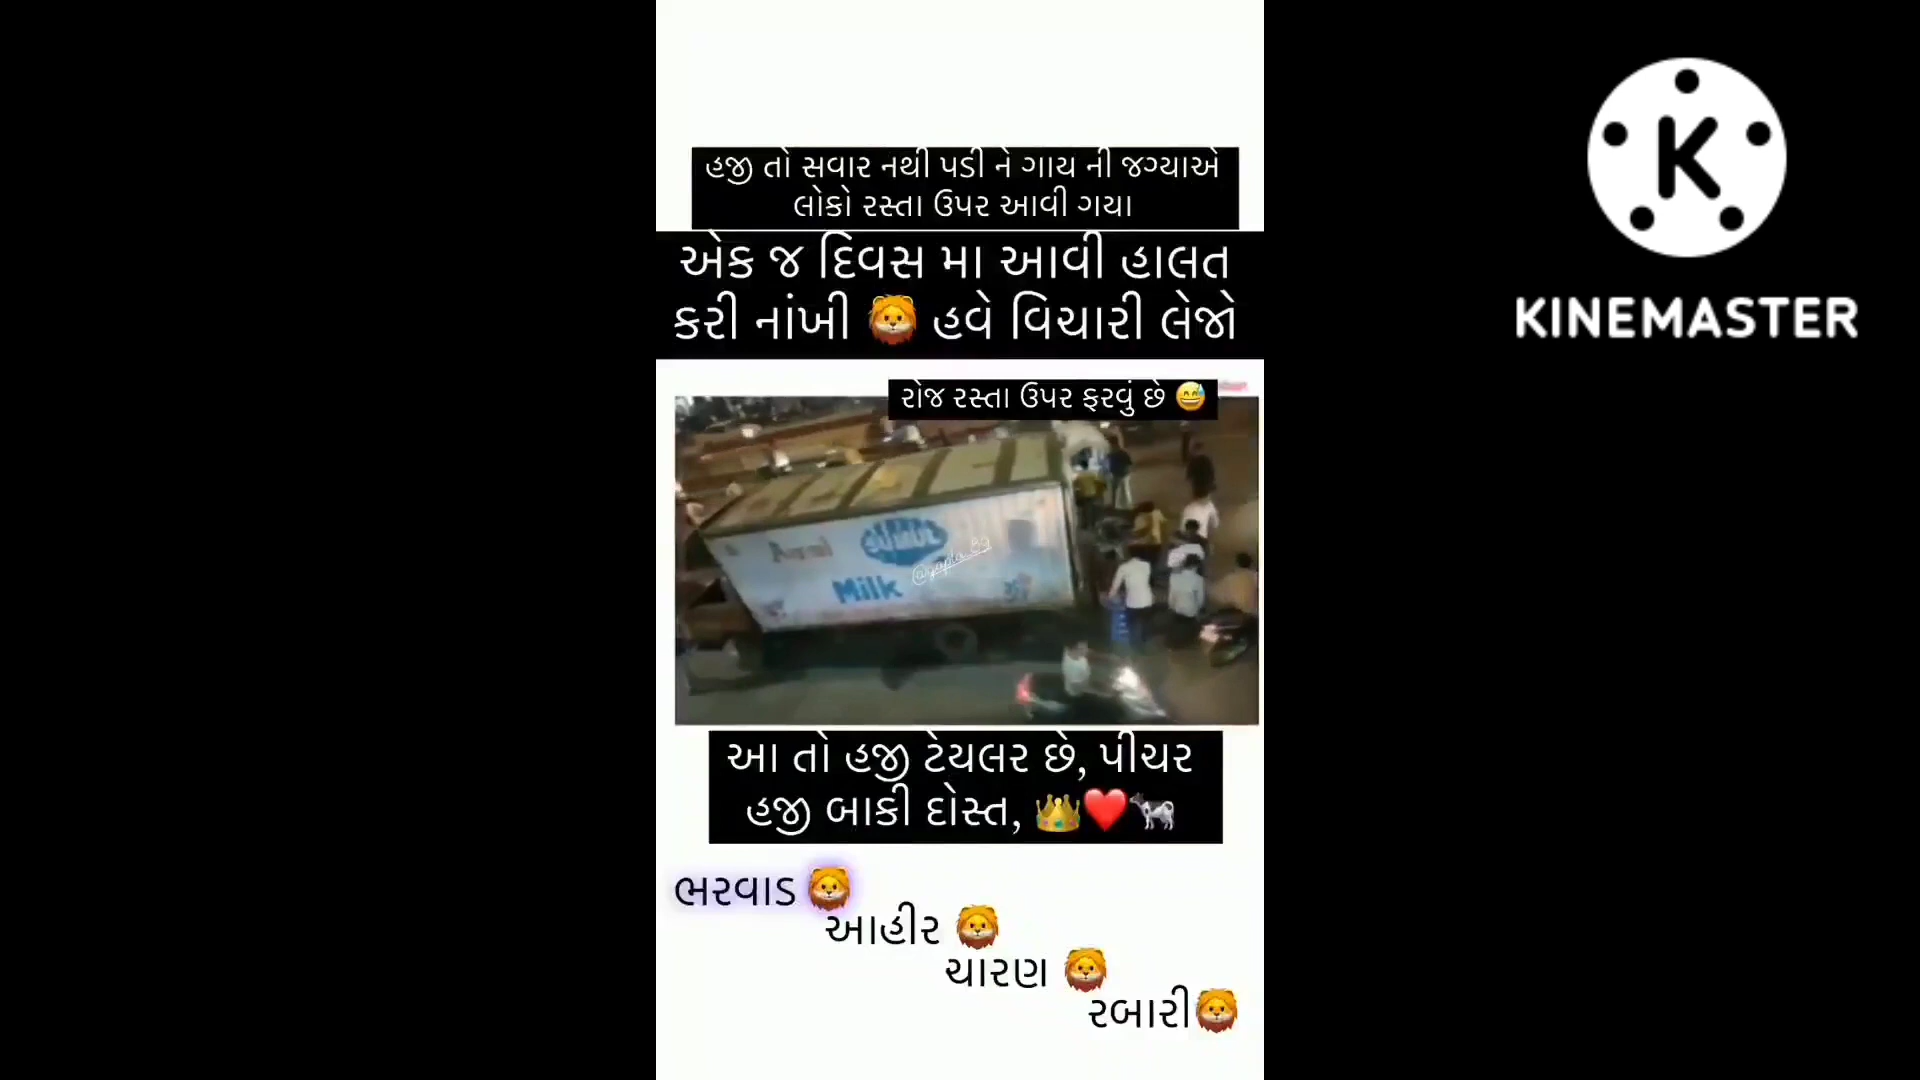 હજી તો સવાર નથી પડી ને ગાય ની જગ્યાએ
લોકો રસ્તા ઉપર આવી ગયા
એક જ દિવસ મા આવી હાલત
કરી નાંખી 🦁 હવે વિચારી લેજો
રોજ રસ્તા ઉપર ફરવું છે 😅
SUMUL
Milk
આ તો હજી ટેયલર છે, પીચર
હજી બાકી દોસ્ત, 👑❤️🐄
ભરવાડ 🦁
આહીર 🦁
ચારણ 🦁
રબારી🦁
K
KINEMASTER